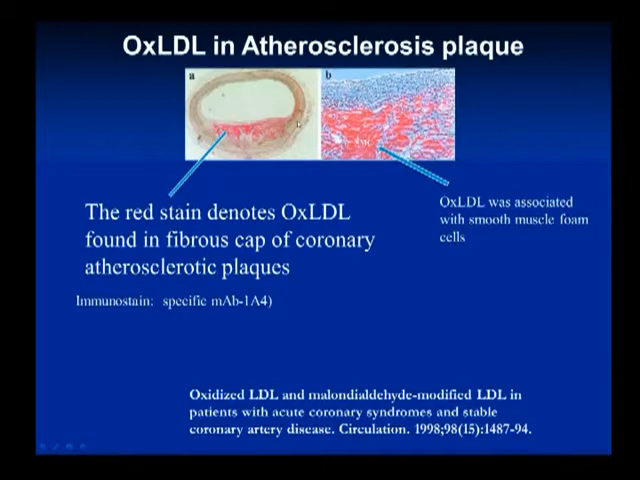 OxLDL in Atherosclerosis plaque
a
b
The red stain denotes OxLDL
found in fibrous cap of coronary
atherosclerotic plaques
OxLDL was associated
with smooth muscle foam
cells
Immunostain: specific mAb-1A4)
Oxidized LDL and malondialdehyde-modified LDL in
patients with acute coronary syndromes and stable
coronary artery disease. Circulation. 1998;98(15):1487-94.